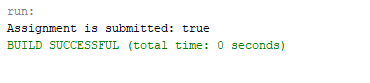 run:
Assignment is submitted: true
BUILD SUCCESSFUL (total time: 0 seconds)